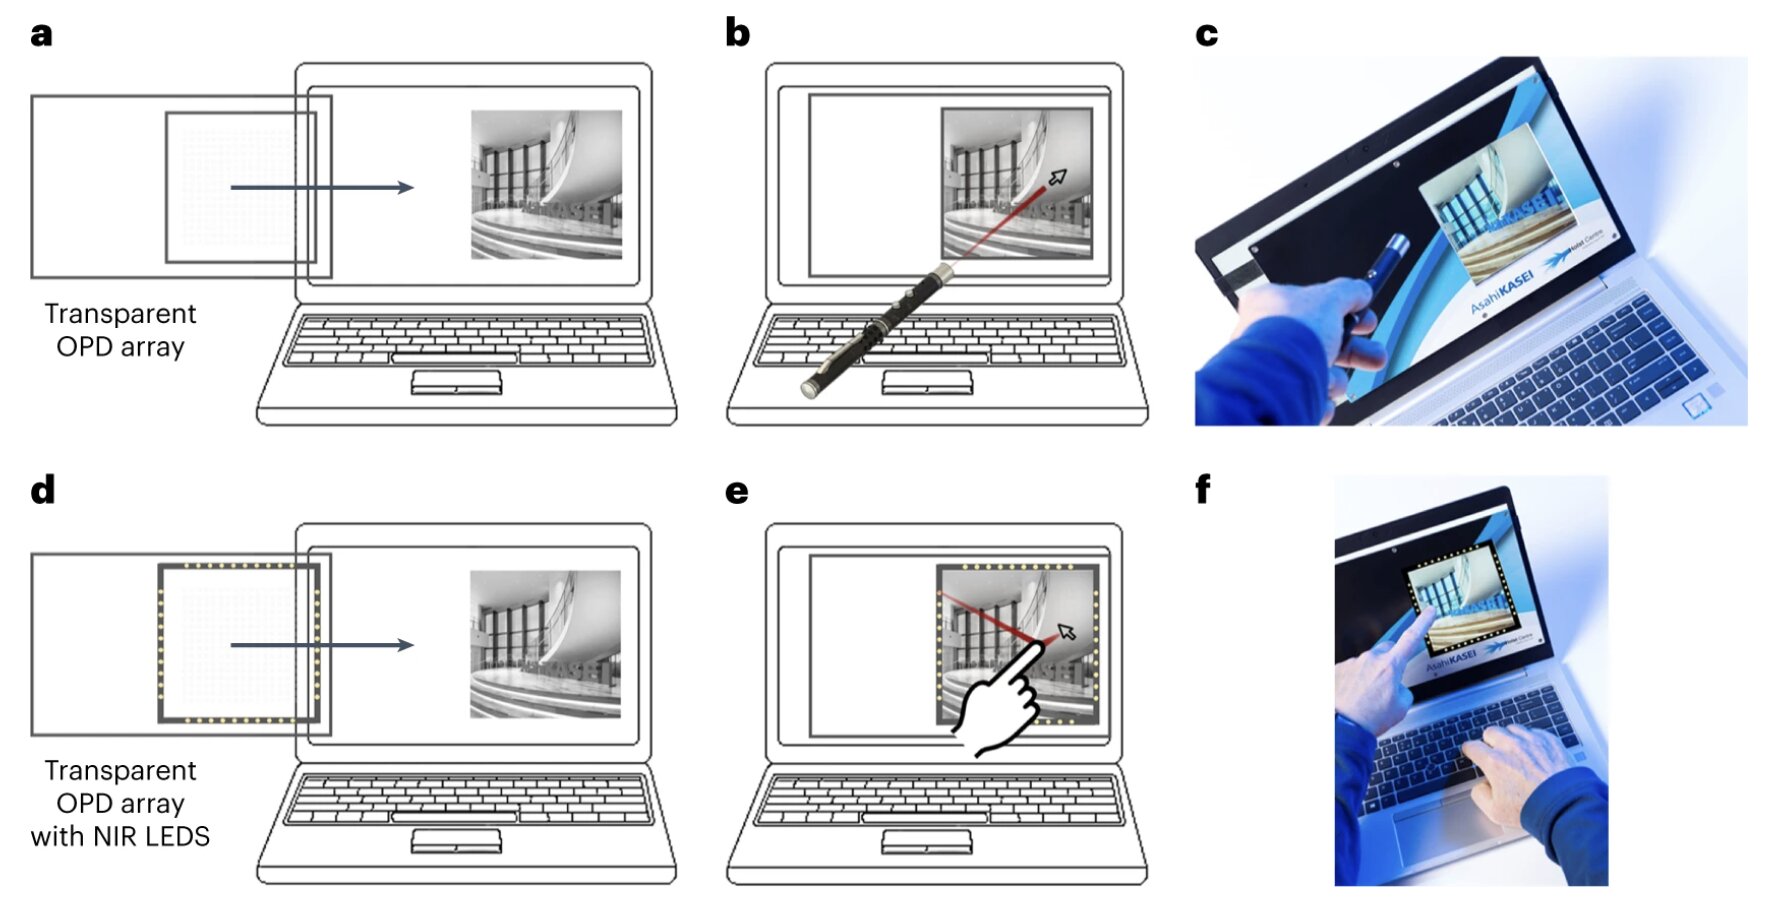 a
b
c
Transparent
OPD array
AsahiKASEI
d
e
f
Transparent
OPD array
with NIR LEDS
AsahiKASEI